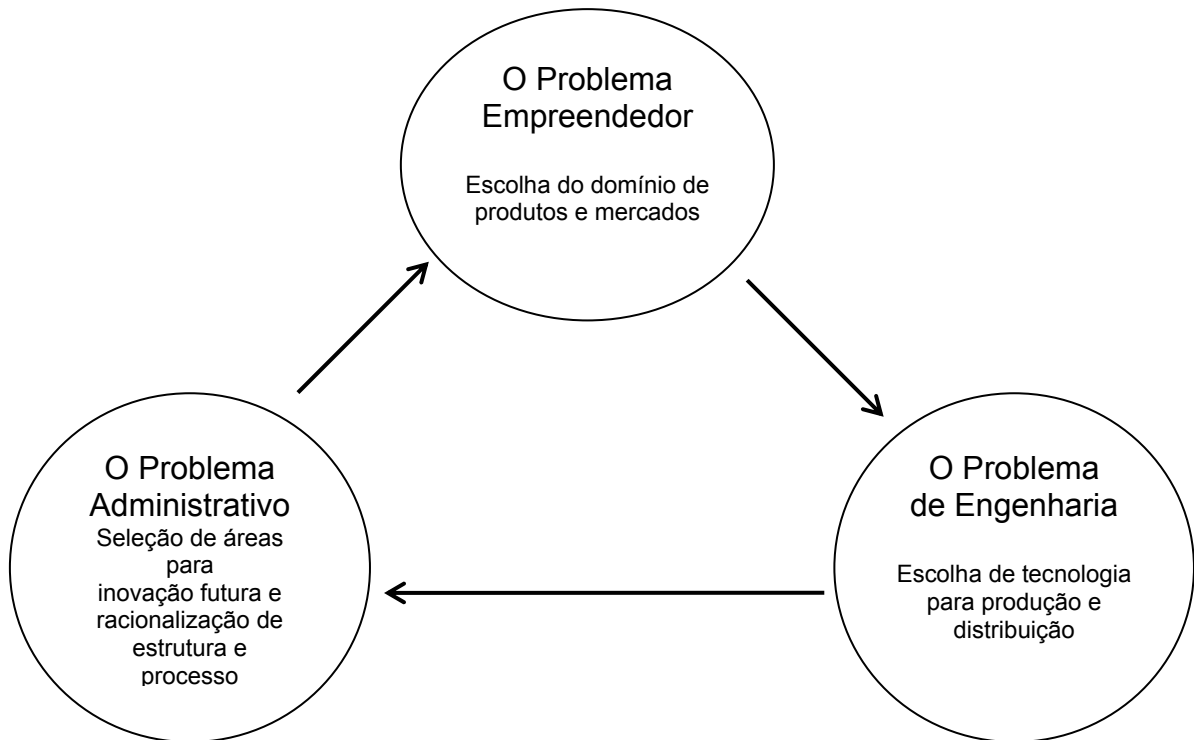 O Problema
Empreendedor
Escolha do domínio de
produtos e mercados
O Problema
Administrativo
Seleção de áreas
para
inovação futura e
racionalização de
estrutura e
processo
O Problema
de Engenharia
Escolha de tecnologia
para produção e
distribuição